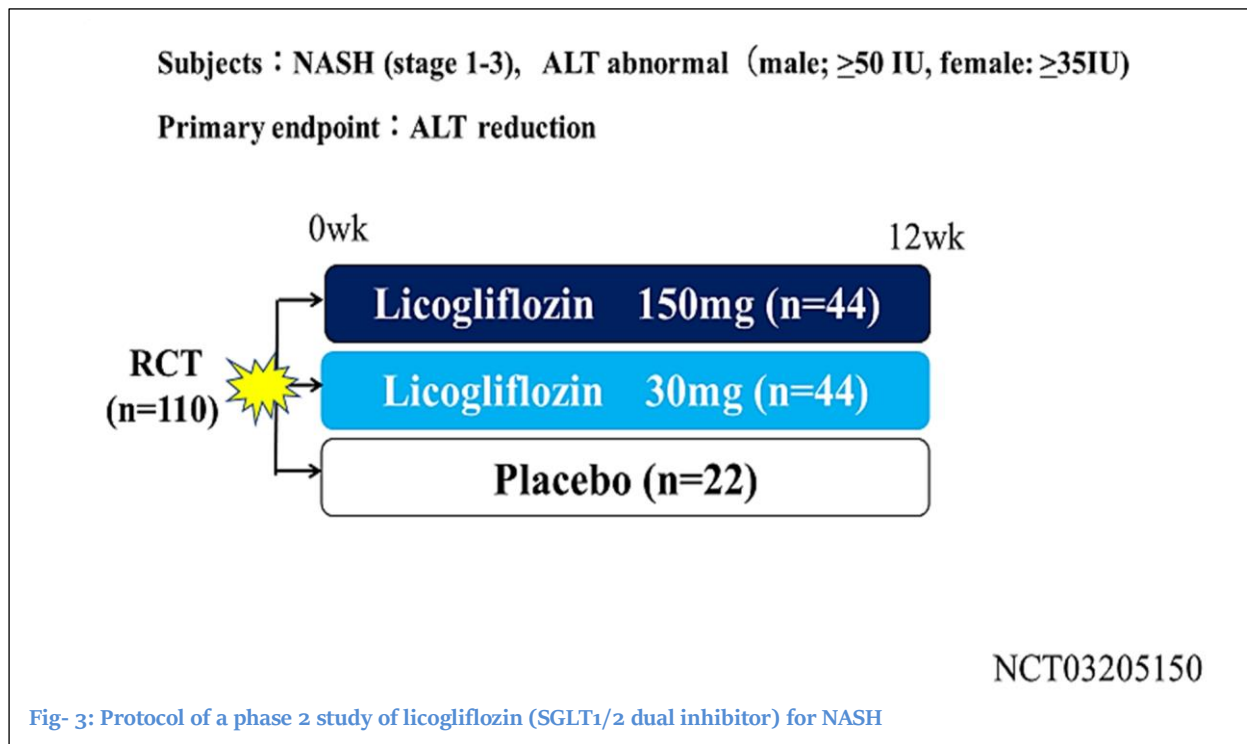 Subjects：NASH (stage 1-3), ALT abnormal（male; ≥50 IU, female: ≥35IU)
Primary endpoint：ALT reduction
0wk
12wk
Licogliflozin 150mg (n=44)
RCT
(n=110)
Licogliflozin 30mg (n=44)
Placebo (n=22)
NCT03205150
Fig- 3: Protocol of a phase 2 study of licogliflozin (SGLT1/2 dual inhibitor) for NASH